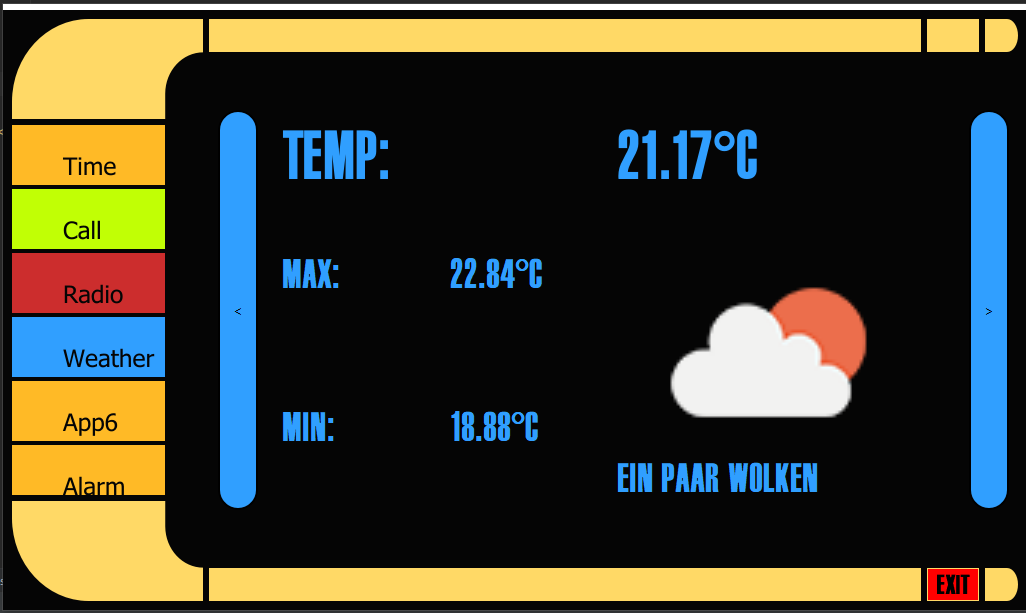 Time
Call
Radio
Weather
App6
Alarm
<
TEMP: 21.17°C
MAX: 22.84°C
MIN: 18.88°C
EIN PAAR WOLKEN
>
EXIT